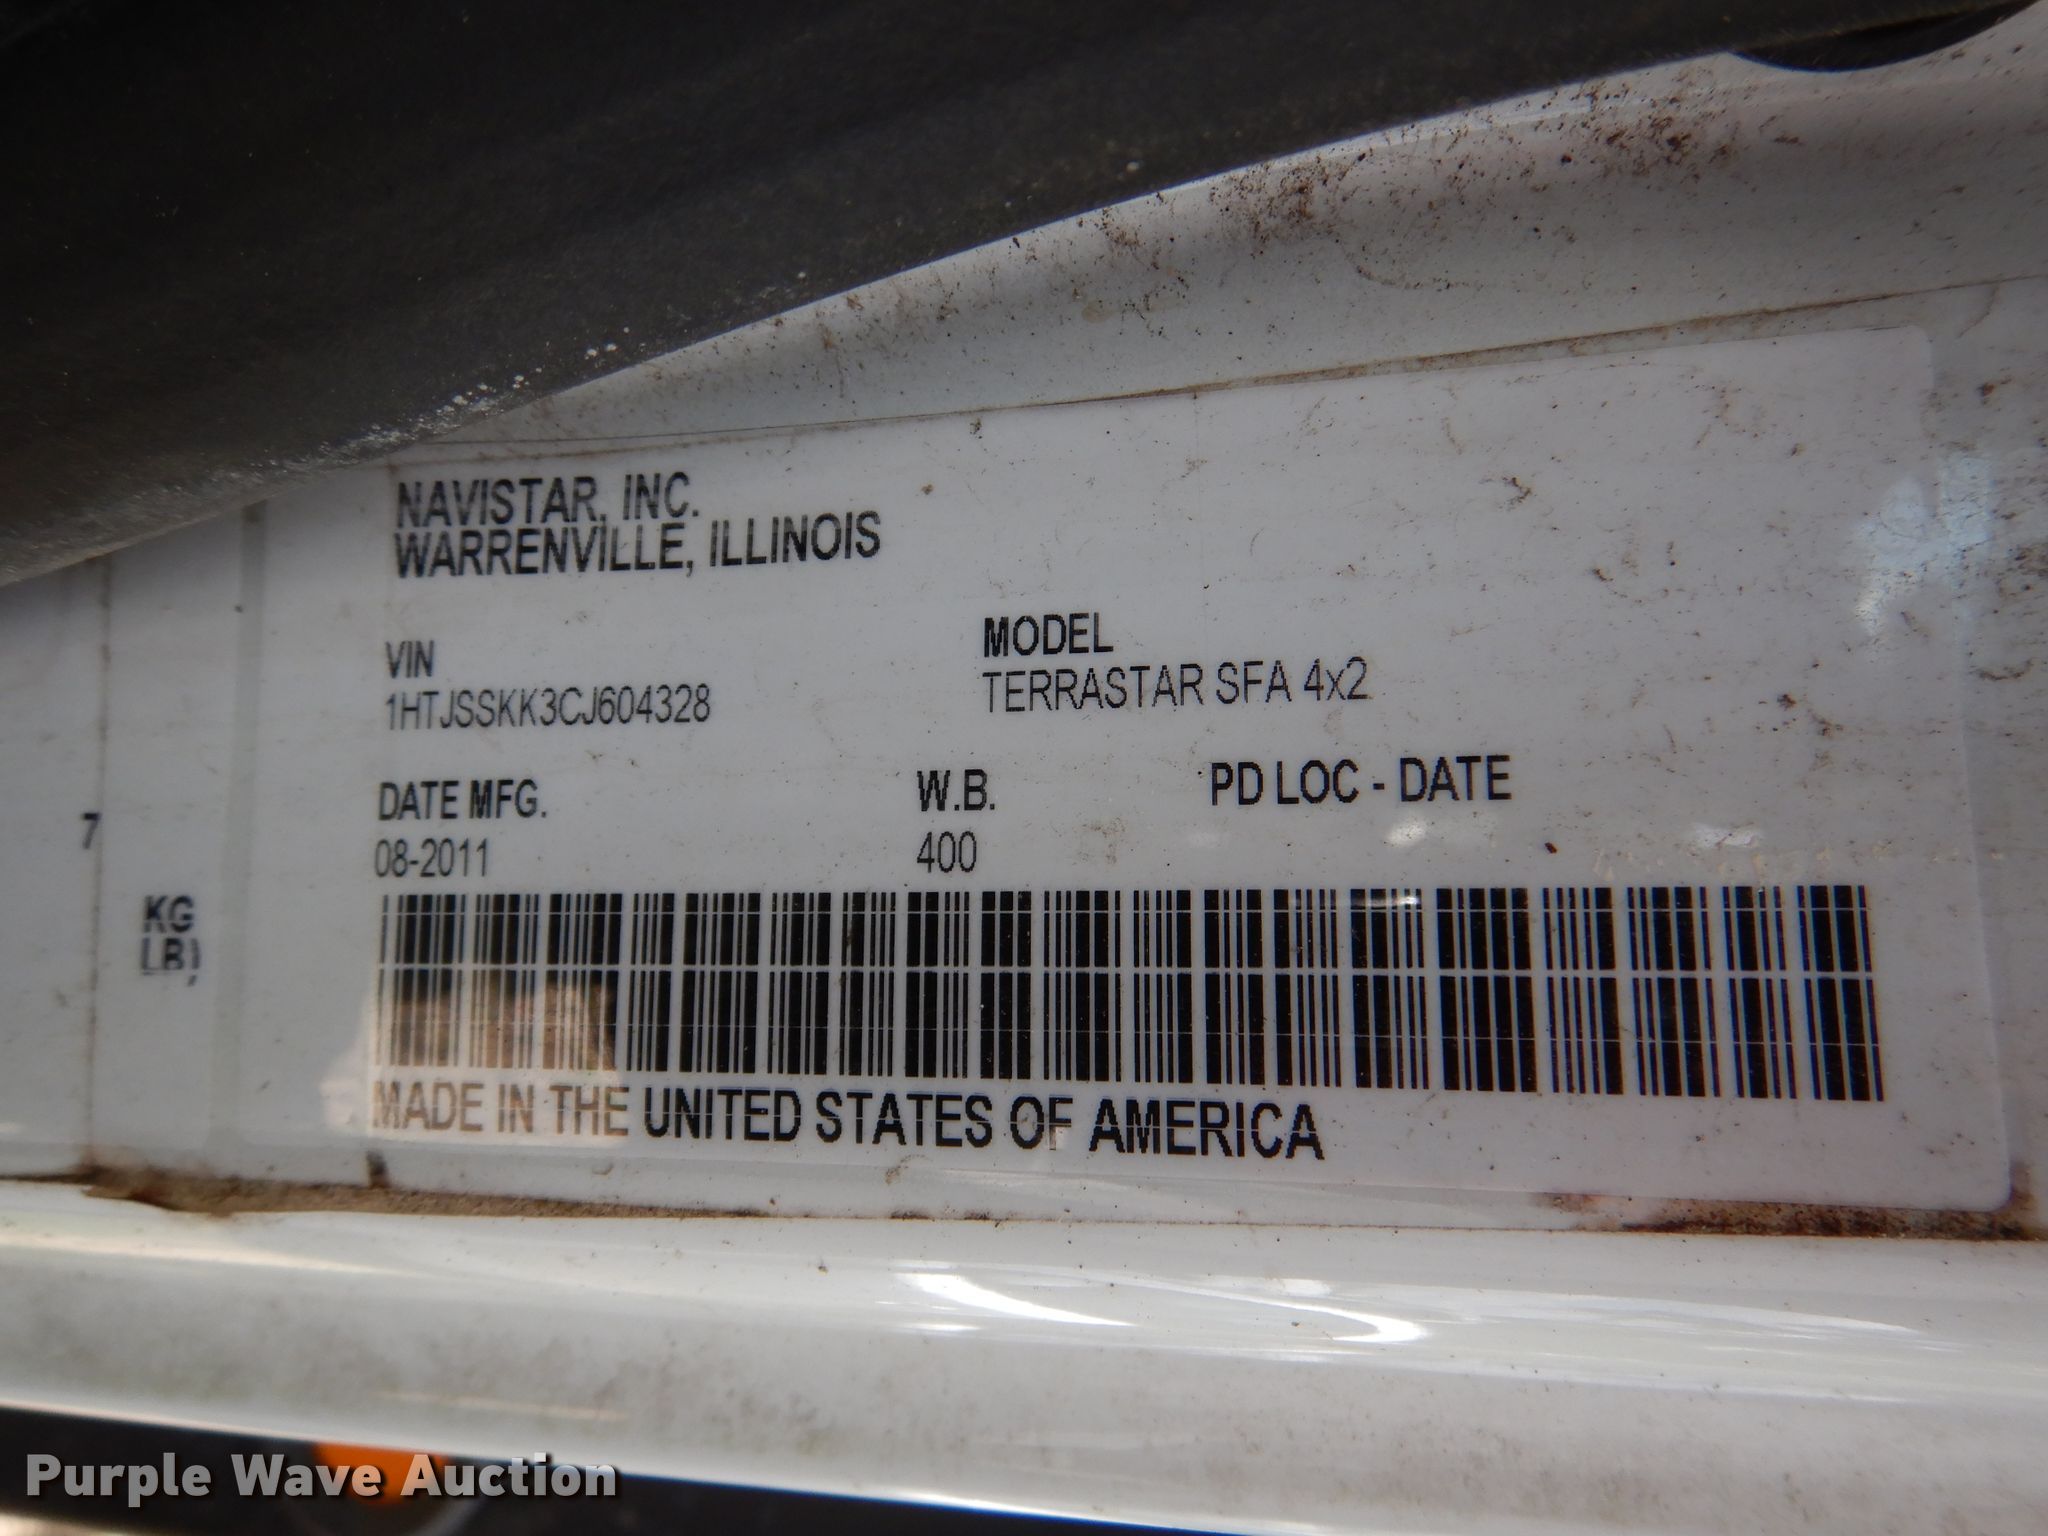 NAVISTAR, INC.
WARRENVILLE, ILLINOIS
VIN
1HTJSSKK3CJ604328
MODEL
TERRASTAR SFA 4x2
DATE MFG.
08-2011
W.B.
400
PD LOC - DATE
7
KG
LB)
MADE IN THE UNITED STATES OF AMERICA
Purple Wave Auction